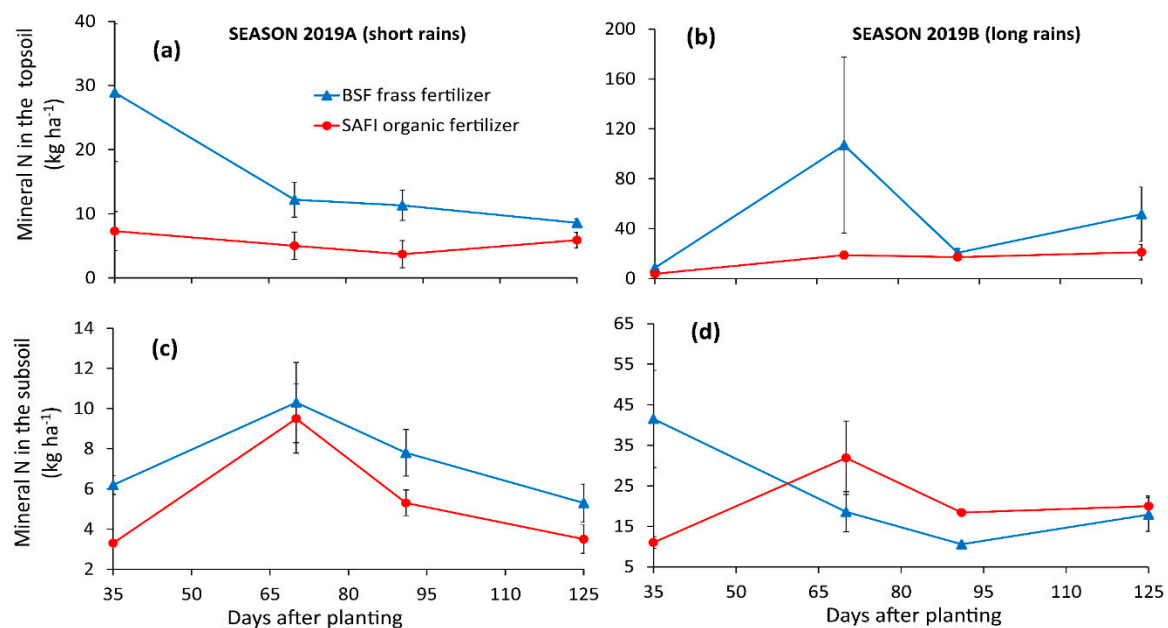 (a)
SEASON 2019A (short rains)
BSF frass fertilizer
SAFI organic fertilizer
Mineral N in the topsoil
(kg ha⁻¹)
40
30
20
10
0
(b)
SEASON 2019B (long rains)
200
160
120
80
40
0
(c)
Mineral N in the subsoil
(kg ha⁻¹)
14
12
10
8
6
4
2
35
50
65
80
95
110
125
Days after planting
(d)
65
55
45
35
25
15
5
35
50
65
80
95
110
125
Days after planting